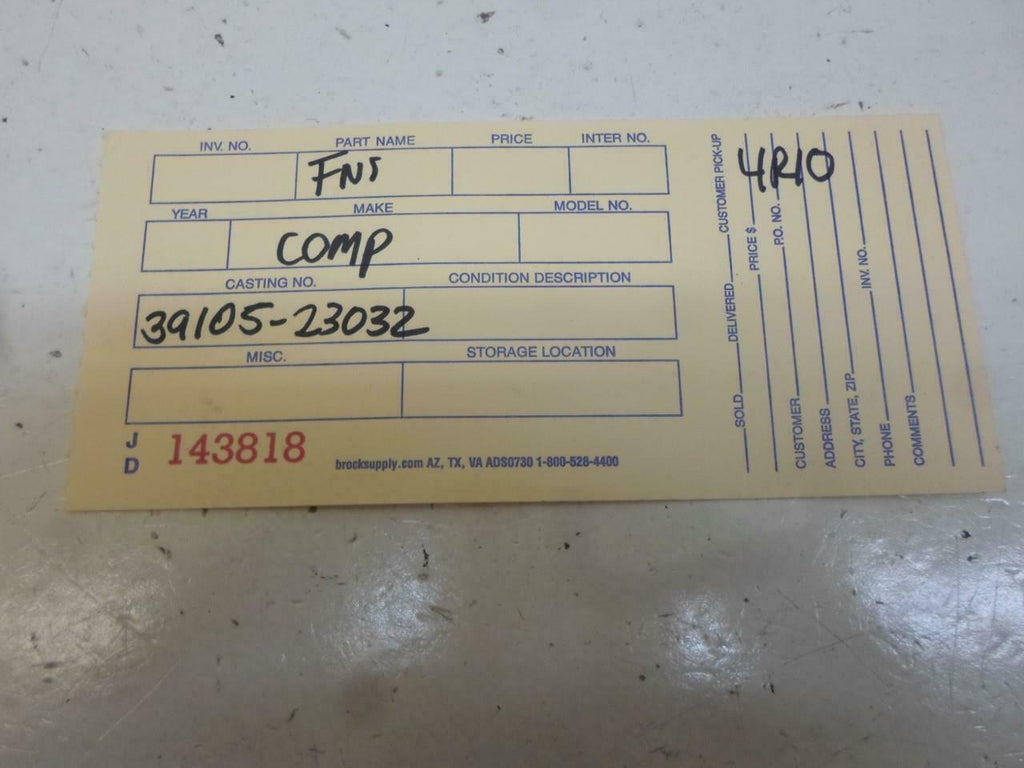 INV. NO. PART NAME PRICE INTER NO.
FNS
YEAR MAKE MODEL NO.
COMP
CASTING NO. CONDITION DESCRIPTION
39105-23032
MISC. STORAGE LOCATION
J
D
143818
brocksupply.com AZ, TX, VA ADS0730 1-800-528-4400
4R10
SOLD DELIVERED CUSTOMER PICK-UP
PRICE $
P.O. NO.
CUSTOMER
ADDRESS
CITY, STATE, ZIP INV. NO.
PHONE
COMMENTS